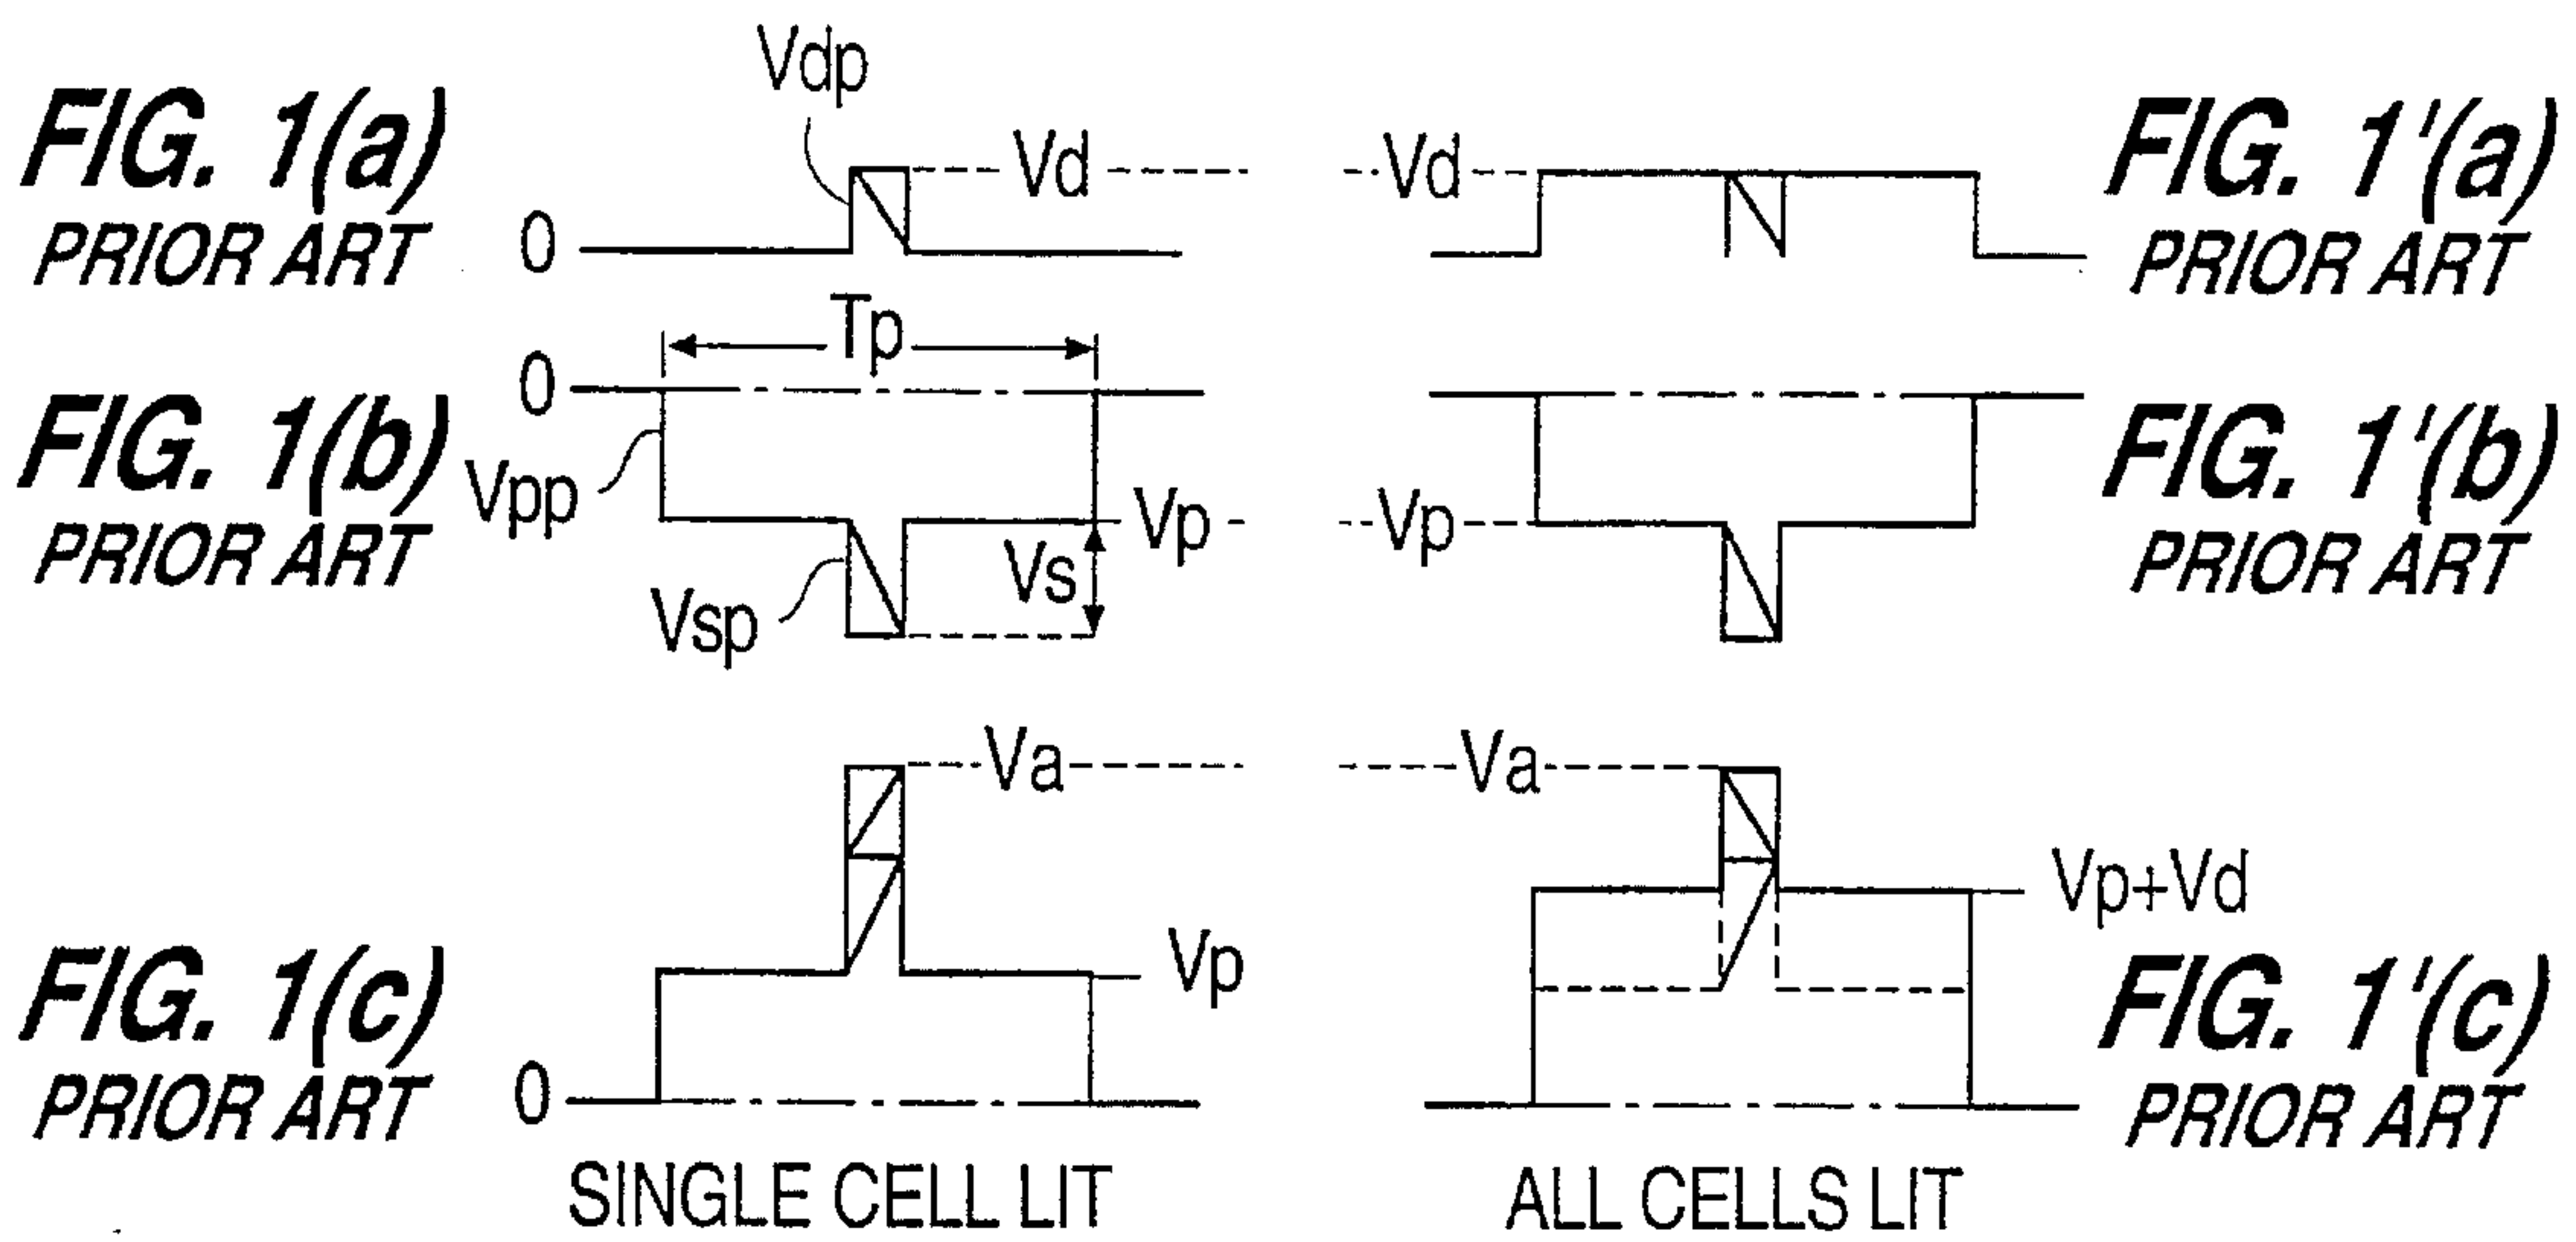 Vdp
FIG. 1(a)
PRIOR ART
0
Vd
Vd
FIG. 1'(a)
PRIOR ART
Tp
0
FIG. 1(b)
PRIOR ART
Vpp
Vp
Vs
Vsp
Vp
FIG. 1'(b)
PRIOR ART
Va
Va
Vp+Vd
Vp
FIG. 1(c)
PRIOR ART
0
FIG. 1'(c)
PRIOR ART
SINGLE CELL LIT
ALL CELLS LIT